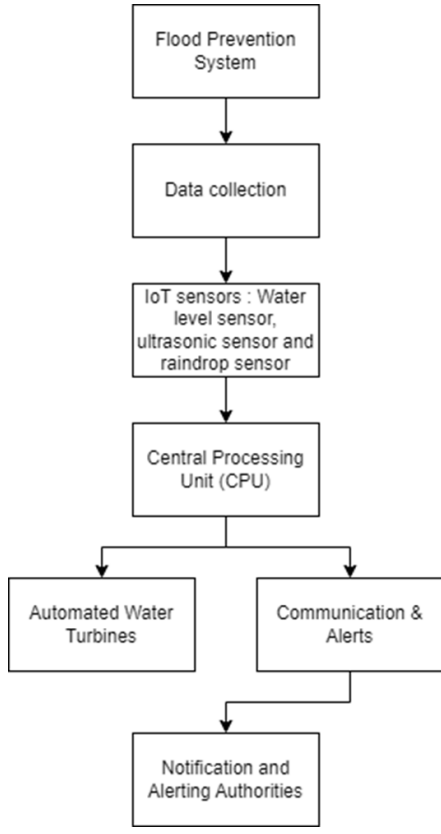 Flood Prevention
System
Data collection
IoT sensors : Water
level sensor,
ultrasonic sensor and
raindrop sensor
Central Processing
Unit (CPU)
Automated Water
Turbines
Communication &
Alerts
Notification and
Alerting Authorities